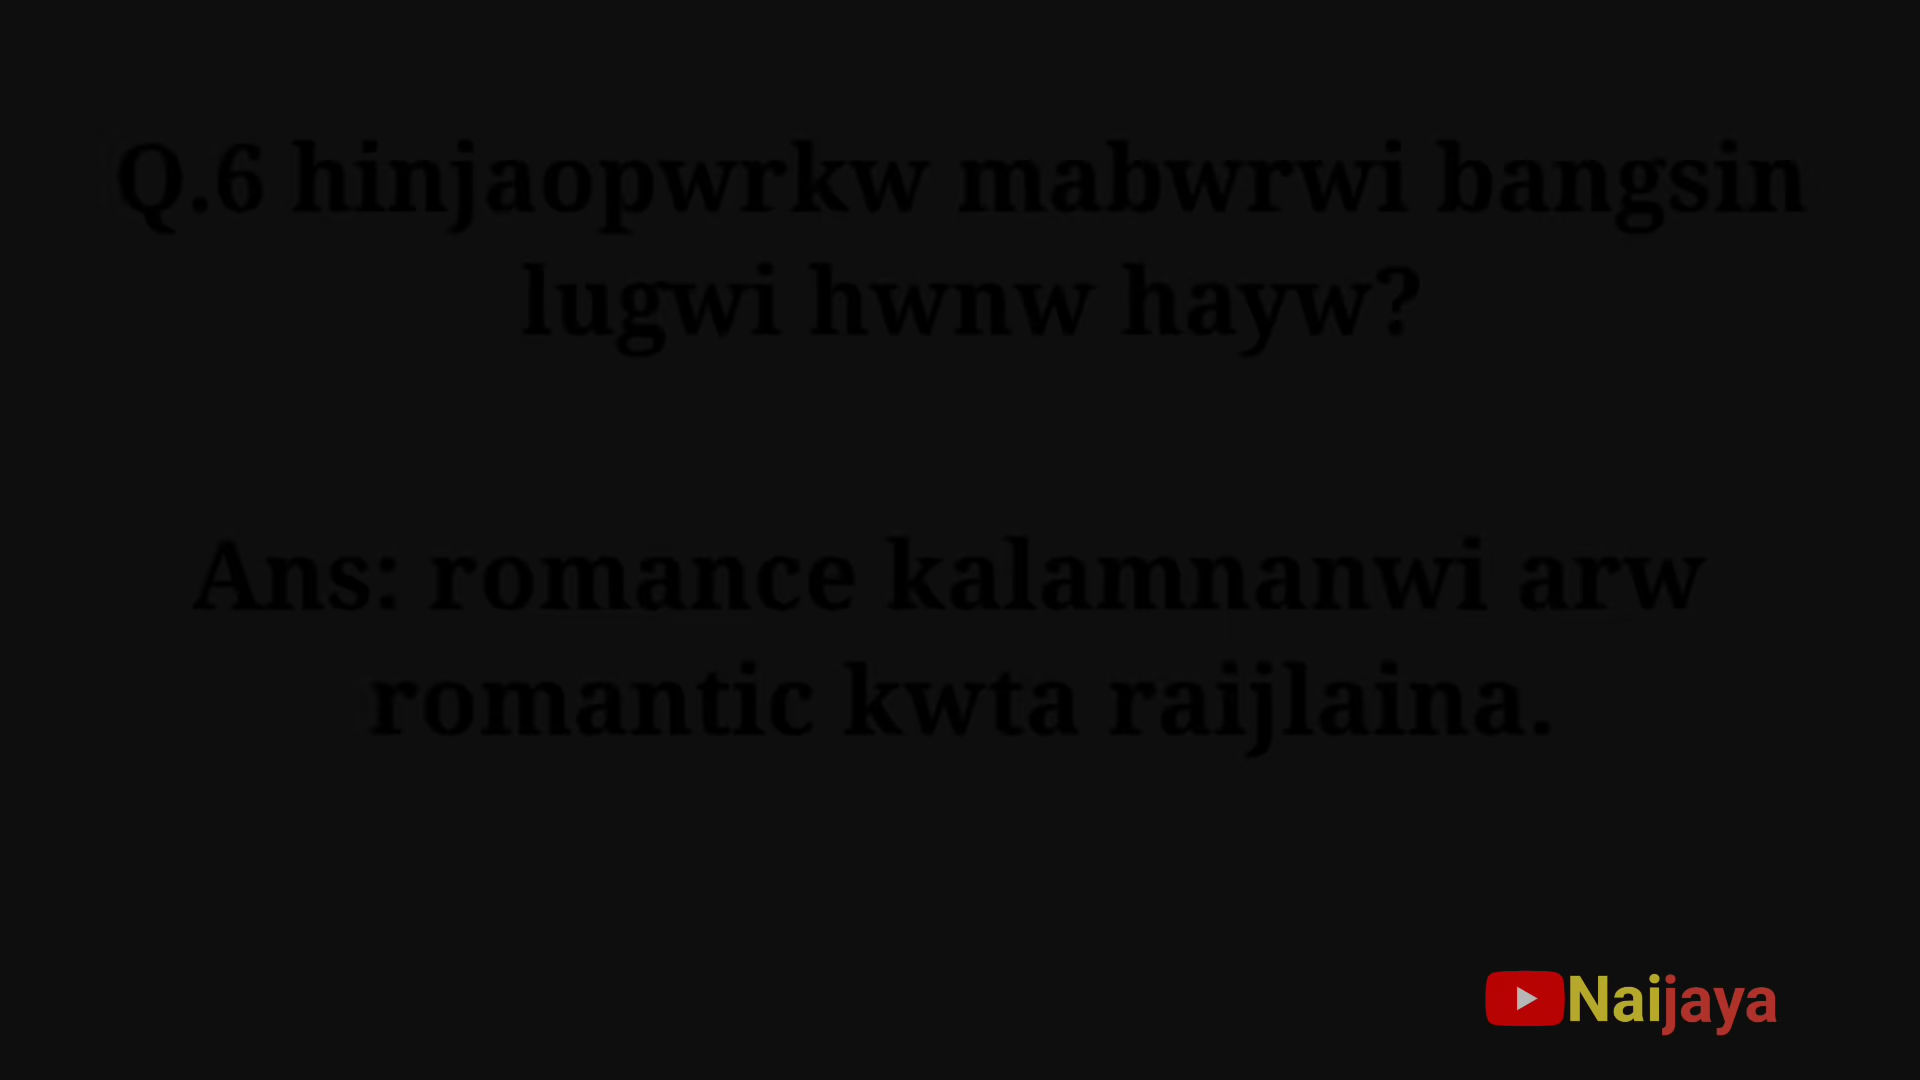 Q.6 hinjaopwrkw mabwrwi bangsin
lugwi hwnw hayw?
Ans: romance kalamnanwi arw
romantic kwta raijlaina.
Naijaya